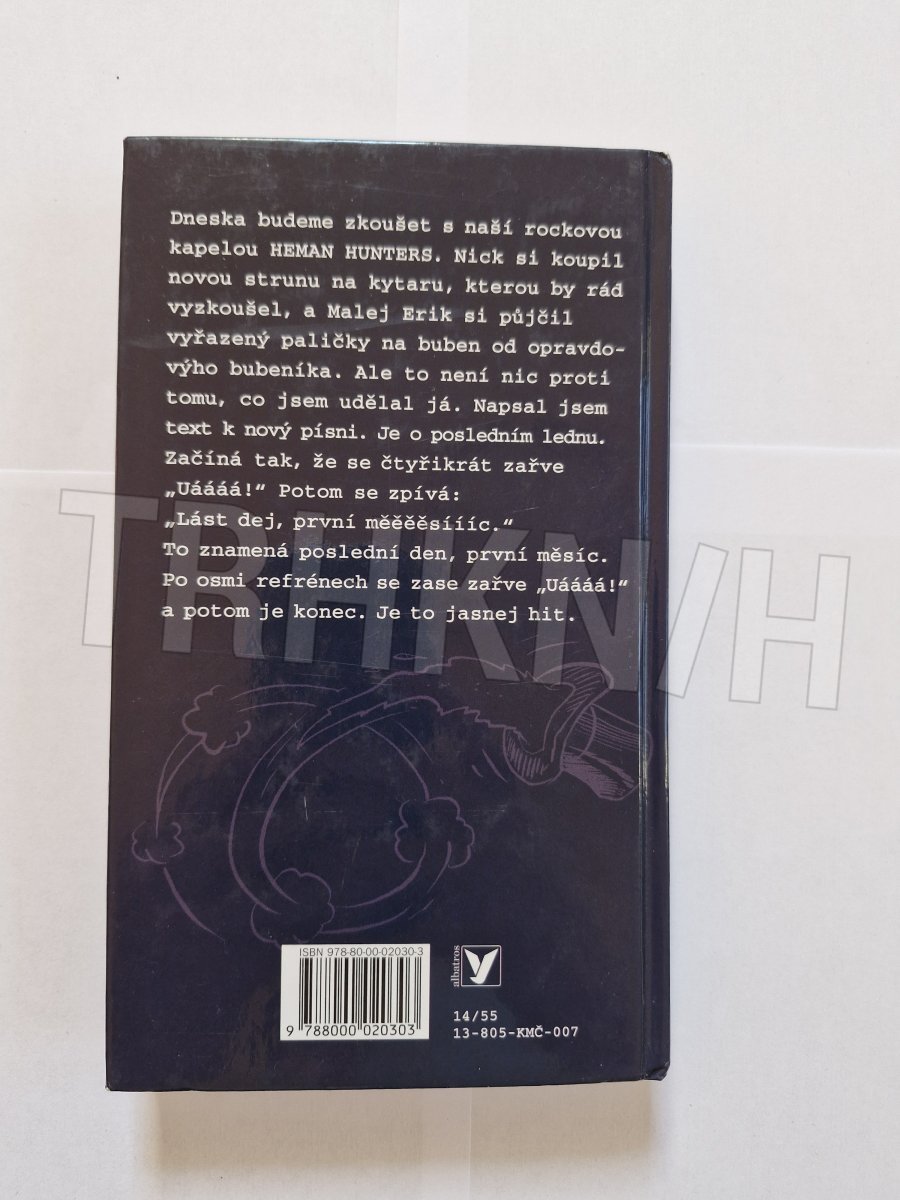 Dneska budeme zkoušet s naší rockovou
kapelou HEMAN HUNTERS. Nick si koupil
novou strunu na kytaru, kterou by rád
vyzkoušel, a Malej Erik si půjčil
vyřazený paličky na buben od opravdo-
výho bubeníka. Ale to není nic proti
tomu, co jsem udělal já. Napsal jsem
text k nový písni. Je o posledním lednu.
Začíná tak, že se čtyřikrát zařve
„Uáááá!“ Potom se zpívá:
„Lást dej, první měěěěsíííc.“
To znamená poslední den, první měsíc.
Po osmi refrénech se zase zařve „Uáááá!“
a potom je konec. Je to jasnej hit.
TRHKNIH
ISBN 978-80-00-02030-3
9 788000 020303
albatros
14/55
13-805-KMČ-007